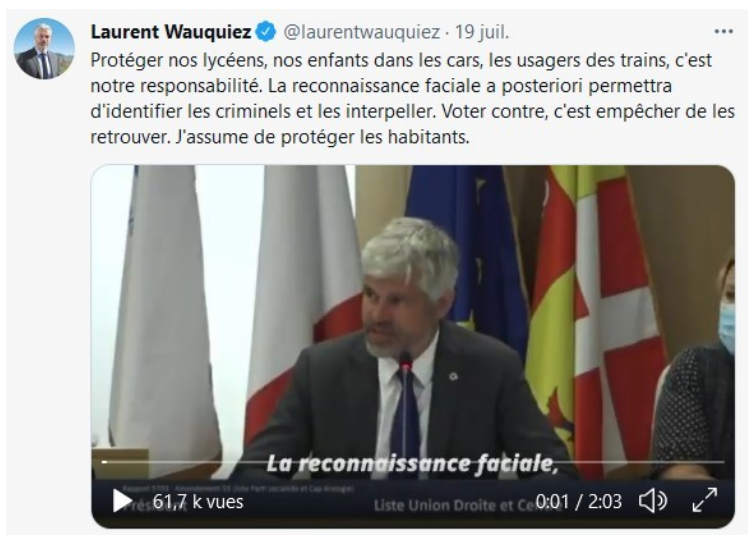 Laurent Wauquiez @laurentwauquiez · 19 juil.
Protéger nos lycéens, nos enfants dans les cars, les usagers des trains, c'est
notre responsabilité. La reconnaissance faciale a posteriori permettra
d'identifier les criminels et les interpeller. Voter contre, c'est empêcher de les
retrouver. J'assume de protéger les habitants.
La reconnaissance faciale,
Président
Liste Union Droite et Centre
61,7 k vues
0:01 / 2:03